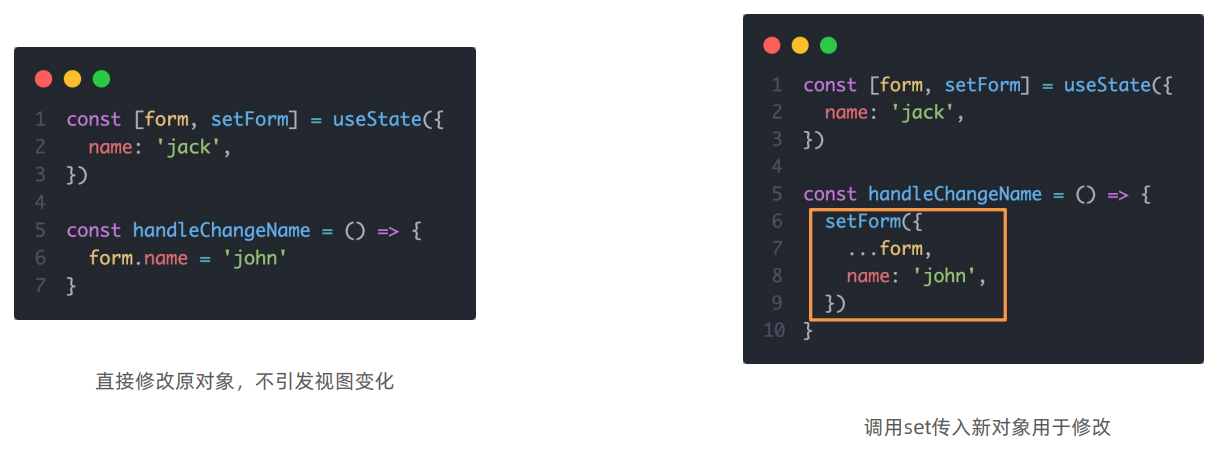 1 const [form, setForm] = useState({
2   name: 'jack',
3 })
4
5 const handleChangeName = () => {
6   form.name = 'john'
7 }
直接修改原对象，不引发视图变化
1 const [form, setForm] = useState({
2   name: 'jack',
3 })
4
5 const handleChangeName = () => {
6   setForm({
7     ...form,
8     name: 'john',
9   })
10 }
调用set传入新对象用于修改